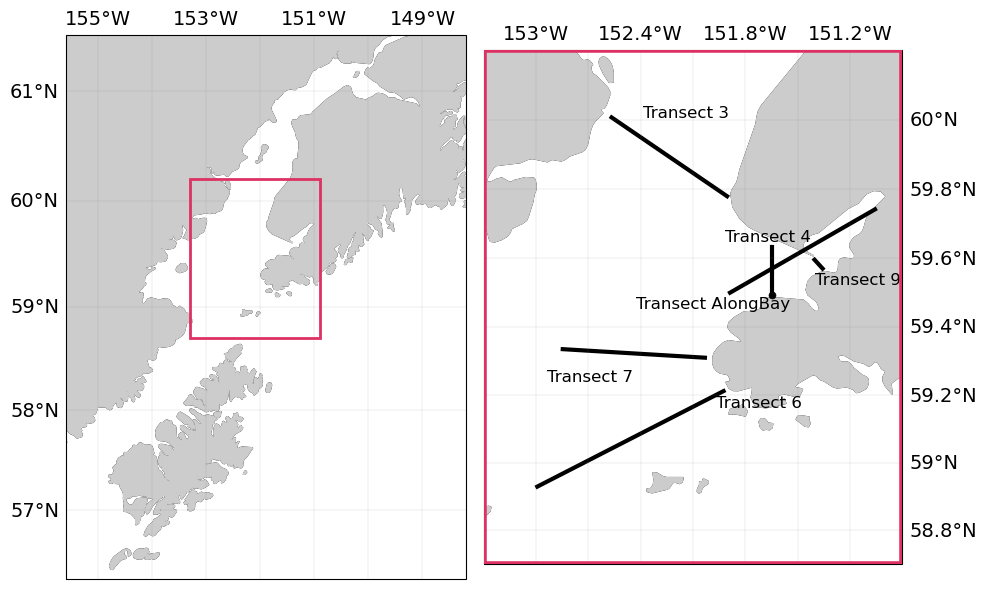 155°W 153°W 151°W 149°W
61°N
60°N
59°N
58°N
57°N
153°W 152.4°W 151.8°W 151.2°W
60°N
59.8°N
59.6°N
59.4°N
59.2°N
59°N
58.8°N
Transect 3
Transect 4
Transect 9
Transect AlongBay
Transect 7
Transect 6